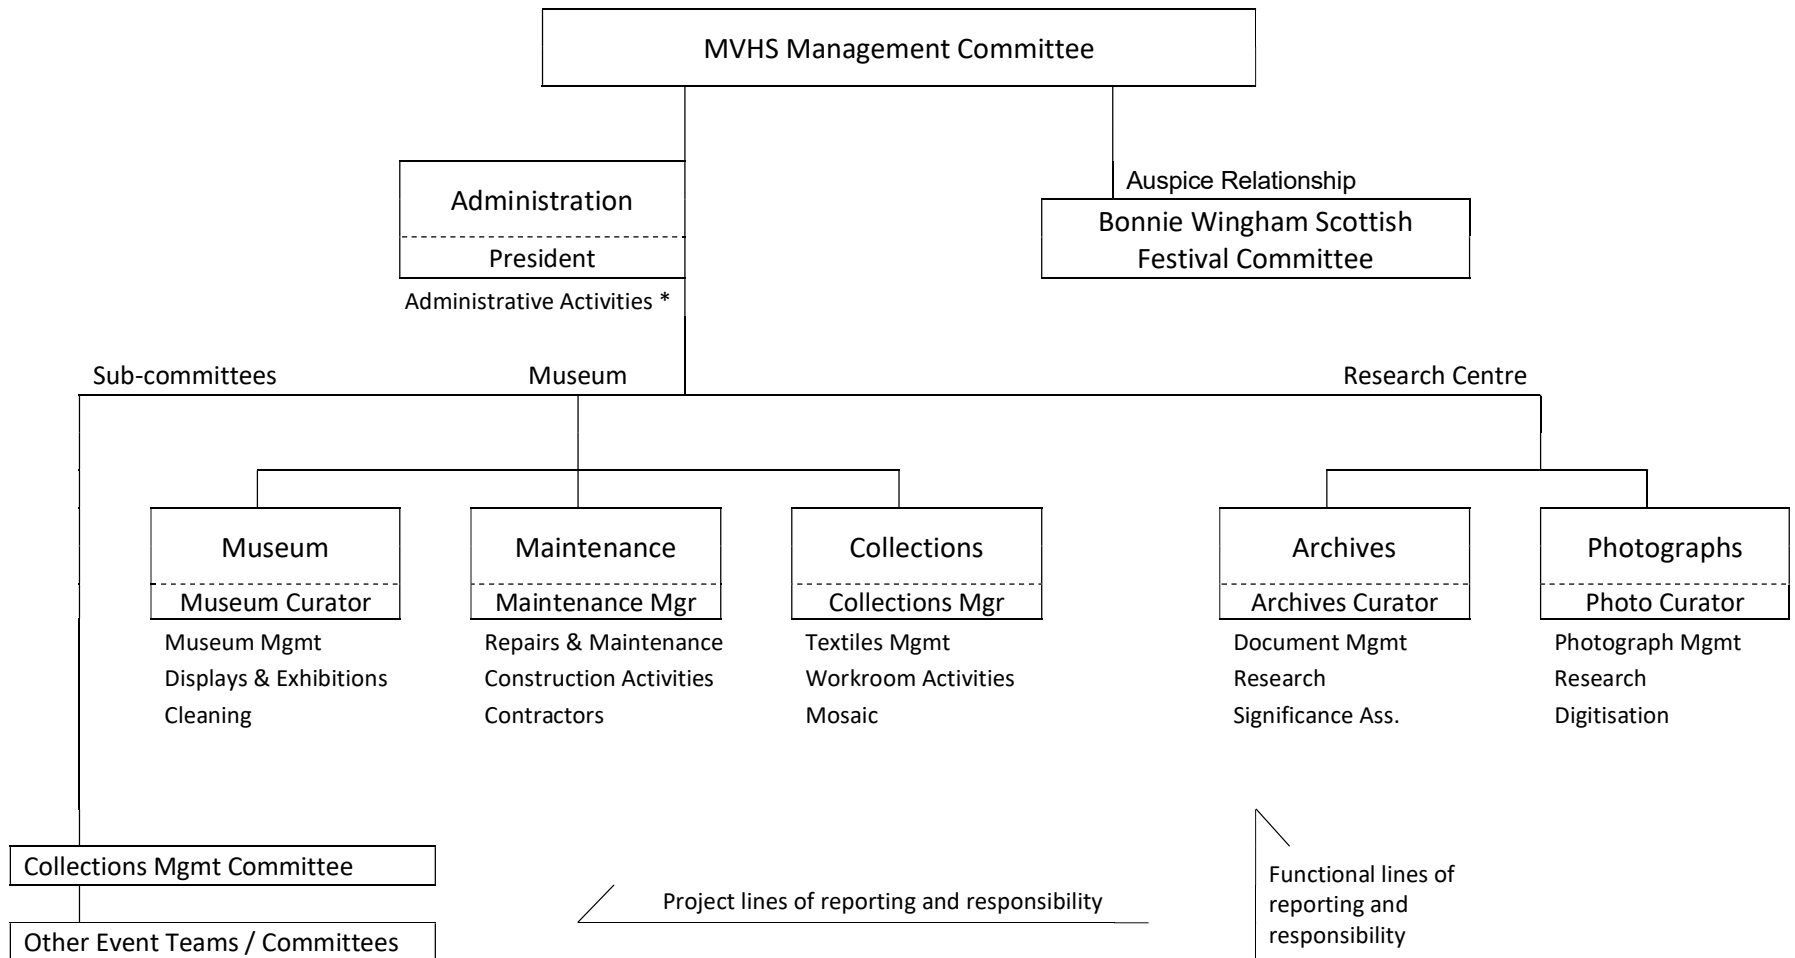 MVHS Management Committee
Auspice Relationship
Administration
Bonnie Wingham Scottish
Festival Committee
President
Administrative Activities *
Sub-committees
Museum
Research Centre
Museum
Museum Curator
Museum Mgmt
Displays & Exhibitions
Cleaning
Maintenance
Maintenance Mgr
Repairs & Maintenance
Construction Activities
Contractors
Collections
Collections Mgr
Textiles Mgmt
Workroom Activities
Mosaic
Archives
Archives Curator
Document Mgmt
Research
Significance Ass.
Photographs
Photo Curator
Photograph Mgmt
Research
Digitisation
Collections Mgmt Committee
Other Event Teams / Committees
Project lines of reporting and responsibility
Functional lines of
reporting and
responsibility